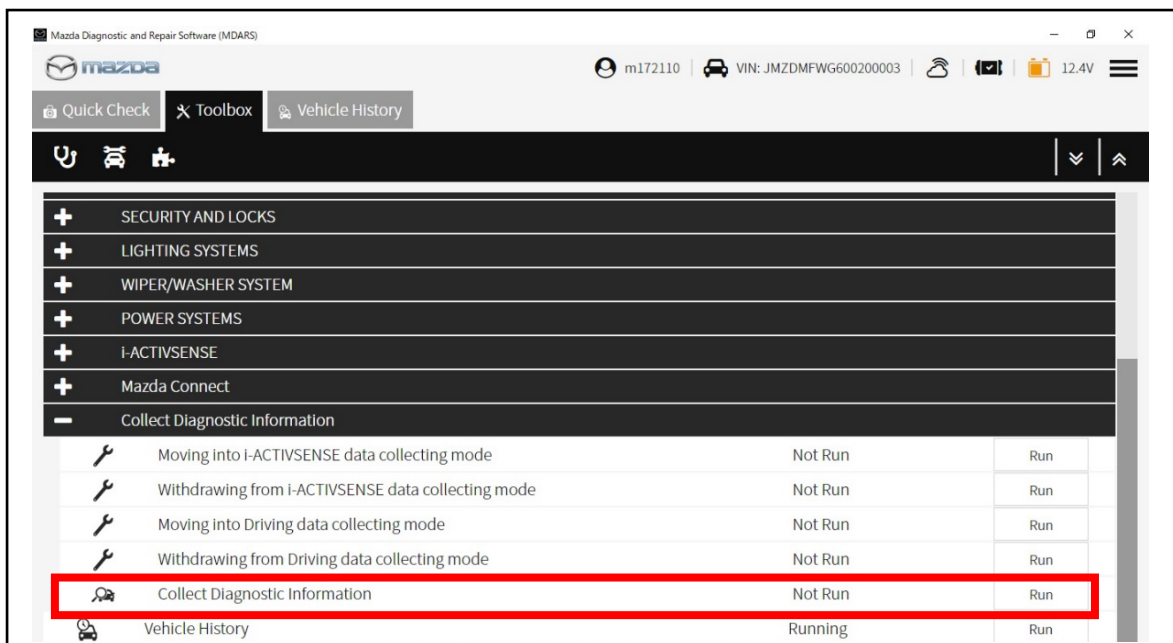 Mazda Diagnostic and Repair Software (MDARS)
mazda m172110 VIN: JMZDMFWG600200003 12.4V
Quick Check Toolbox Vehicle History
SECURITY AND LOCKS
LIGHTING SYSTEMS
WIPER/WASHER SYSTEM
POWER SYSTEMS
i-ACTIVSENSE
Mazda Connect
Collect Diagnostic Information
Moving into i-ACTIVSENSE data collecting mode Not Run Run
Withdrawing from i-ACTIVSENSE data collecting mode Not Run Run
Moving into Driving data collecting mode Not Run Run
Withdrawing from Driving data collecting mode Not Run Run
Collect Diagnostic Information Not Run Run
Vehicle History Running Run